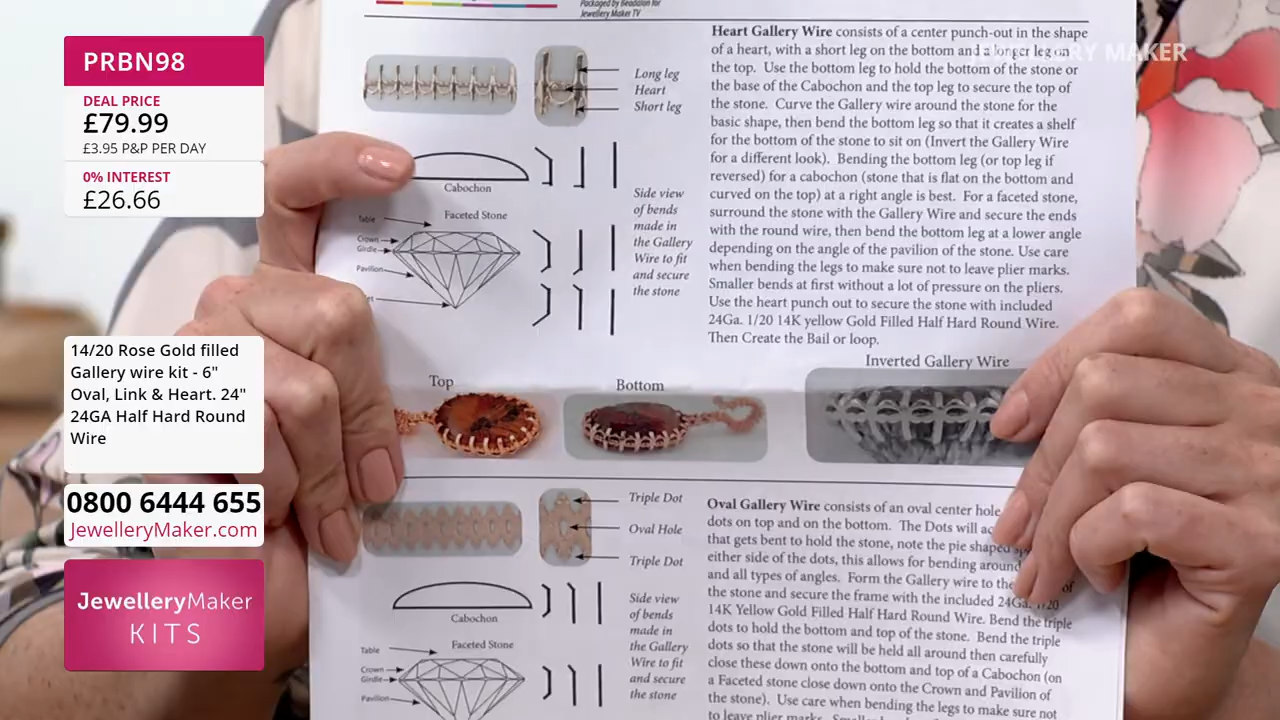 PRBN98
DEAL PRICE
£79.99
£3.95 P&P PER DAY
0% INTEREST
£26.66
14/20 Rose Gold filled
Gallery wire kit - 6"
Oval, Link & Heart. 24"
24GA Half Hard Round
Wire
0800 6444 655
JewelleryMaker.com
JewelleryMaker
KITS
JEWELLERY MAKER
Packaged by Beadalon for
Jewellery Maker TV
Long leg
Heart
Short leg
Cabochon
Table
Faceted Stone
Crown
Girdle
Pavilion
Side view
of bends
made in
the Gallery
Wire to fit
and secure
the stone
Heart Gallery Wire consists of a center punch-out in the shape
of a heart, with a short leg on the bottom and a longer leg on
the top. Use the bottom leg to hold the bottom of the stone or
the base of the Cabochon and the top leg to secure the top of
the stone. Curve the Gallery wire around the stone for the
basic shape, then bend the bottom leg so that it creates a shelf
for the bottom of the stone to sit on (Invert the Gallery Wire
for a different look). Bending the bottom leg (or top leg if
reversed) for a cabochon (stone that is flat on the bottom and
curved on the top) at a right angle is best. For a faceted stone,
surround the stone with the Gallery Wire and secure the ends
with the round wire, then bend the bottom leg at a lower angle
depending on the angle of the pavilion of the stone. Use care
when bending the legs to make sure not to leave plier marks.
Smaller bends at first without a lot of pressure on the pliers.
Use the heart punch out to secure the stone with included
24Ga. 1/20 14K yellow Gold Filled Half Hard Round Wire.
Then Create the Bail or loop.
Top
Bottom
Inverted Gallery Wire
Triple Dot
Oval Hole
Triple Dot
Cabochon
Table
Faceted Stone
Crown
Girdle
Pavilion
Side view
of bends
made in
the Gallery
Wire to fit
and secure
the stone
Oval Gallery Wire consists of an oval center hole
dots on top and on the bottom. The Dots will
that gets bent to hold the stone, note the pie shaped
either side of the dots, this allows for bending around
and all types of angles. Form the Gallery wire to the of
the stone and secure the frame with the included 24Ga. 1/20
14K Yellow Gold Filled Half Hard Round Wire. Bend the triple
dots to hold the bottom and top of the stone. Bend the triple
dots so that the stone will be held all around then carefully
close these down onto the bottom and top of a Cabochon (on
a Faceted stone close down onto the Crown and Pavilion of
the stone). Use care when bending the legs to make sure not
to leave plier marks.